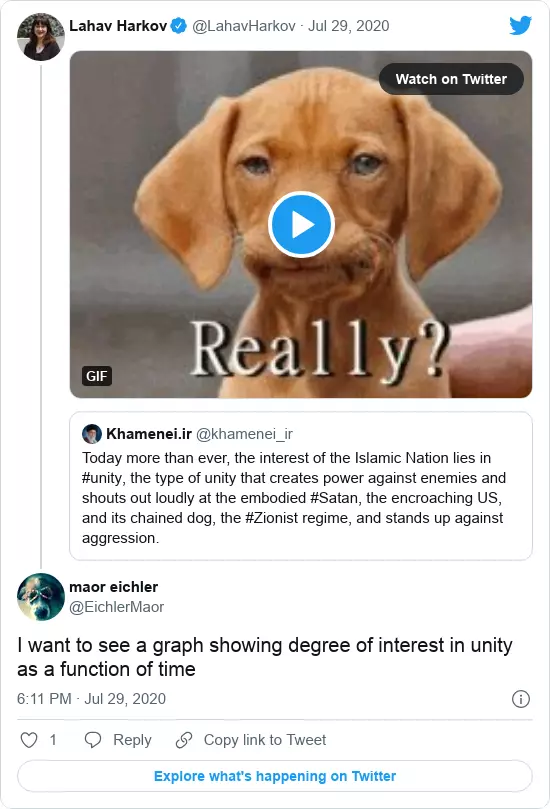 Lahav Harkov @LahavHarkov · Jul 29, 2020
Watch on Twitter
Really?
GIF
Khamenei.ir @khamenei_ir
Today more than ever, the interest of the Islamic Nation lies in
#unity, the type of unity that creates power against enemies and
shouts out loudly at the embodied #Satan, the encroaching US,
and its chained dog, the #Zionist regime, and stands up against
aggression.
maor eichler
@EichlerMaor
I want to see a graph showing degree of interest in unity
as a function of time
6:11 PM · Jul 29, 2020
1 Reply Copy link to Tweet
Explore what's happening on Twitter